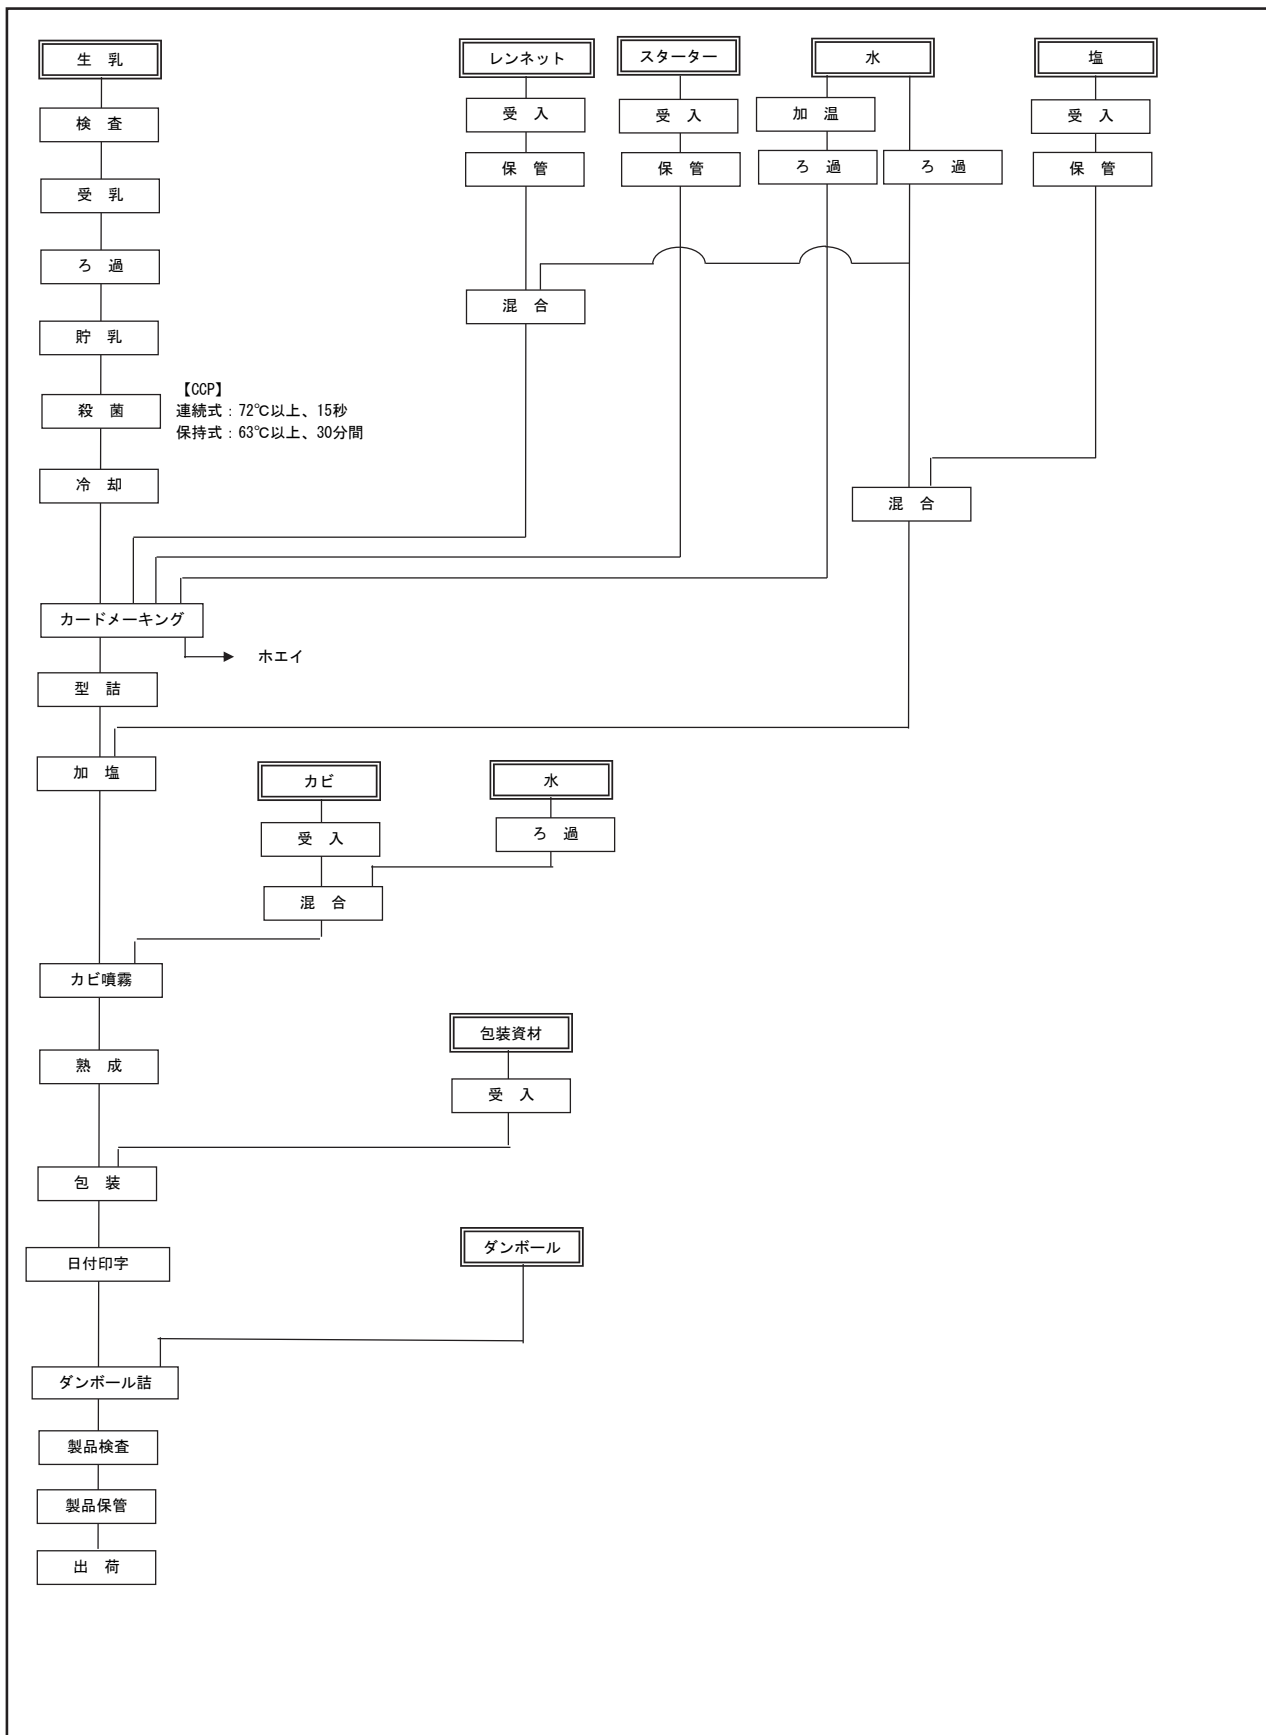 生 乳
レンネット
スターター
水
塩
検 査
受 入
受 入
加 温
受 入
保 管
保 管
ろ 過
ろ 過
保 管
受 乳
ろ 過
混 合
貯 乳
殺 菌
【CCP】
連続式：72℃以上、15秒
保持式：63℃以上、30分間
冷 却
混 合
カードメーキング
ホエイ
型 詰
加 塩
カビ
水
受 入
ろ 過
混 合
カビ噴霧
包装資材
熟 成
受 入
包 装
日付印字
ダンボール
ダンボール詰
製品検査
製品保管
出 荷